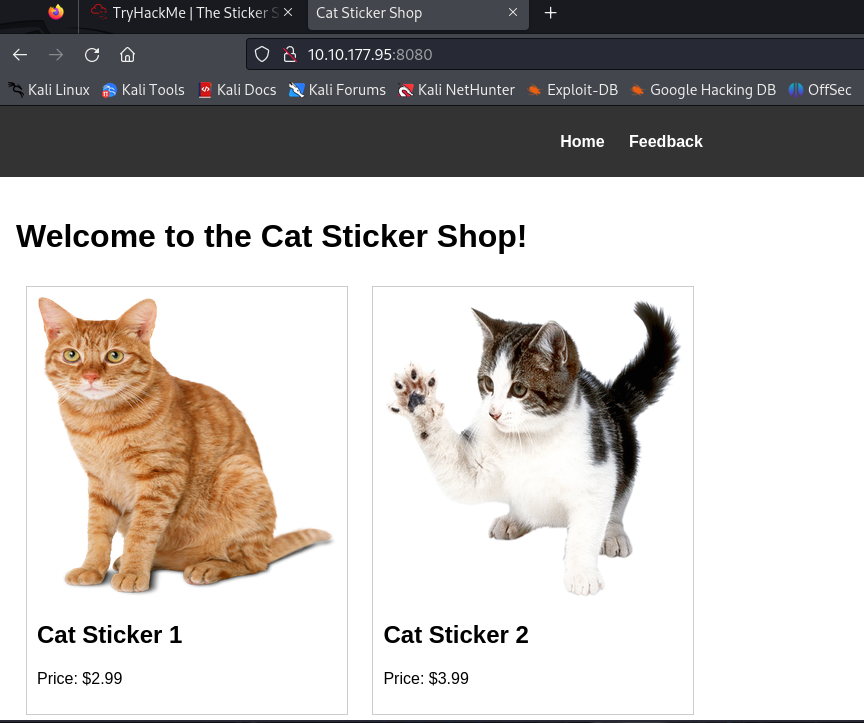 TryHackMe | The Sticker S
Cat Sticker Shop
10.10.177.95:8080
Kali Linux Kali Tools Kali Docs Kali Forums Kali NetHunter Exploit-DB Google Hacking DB OffSec
Home Feedback
Welcome to the Cat Sticker Shop!
Cat Sticker 1 Cat Sticker 2
Price: $2.99 Price: $3.99